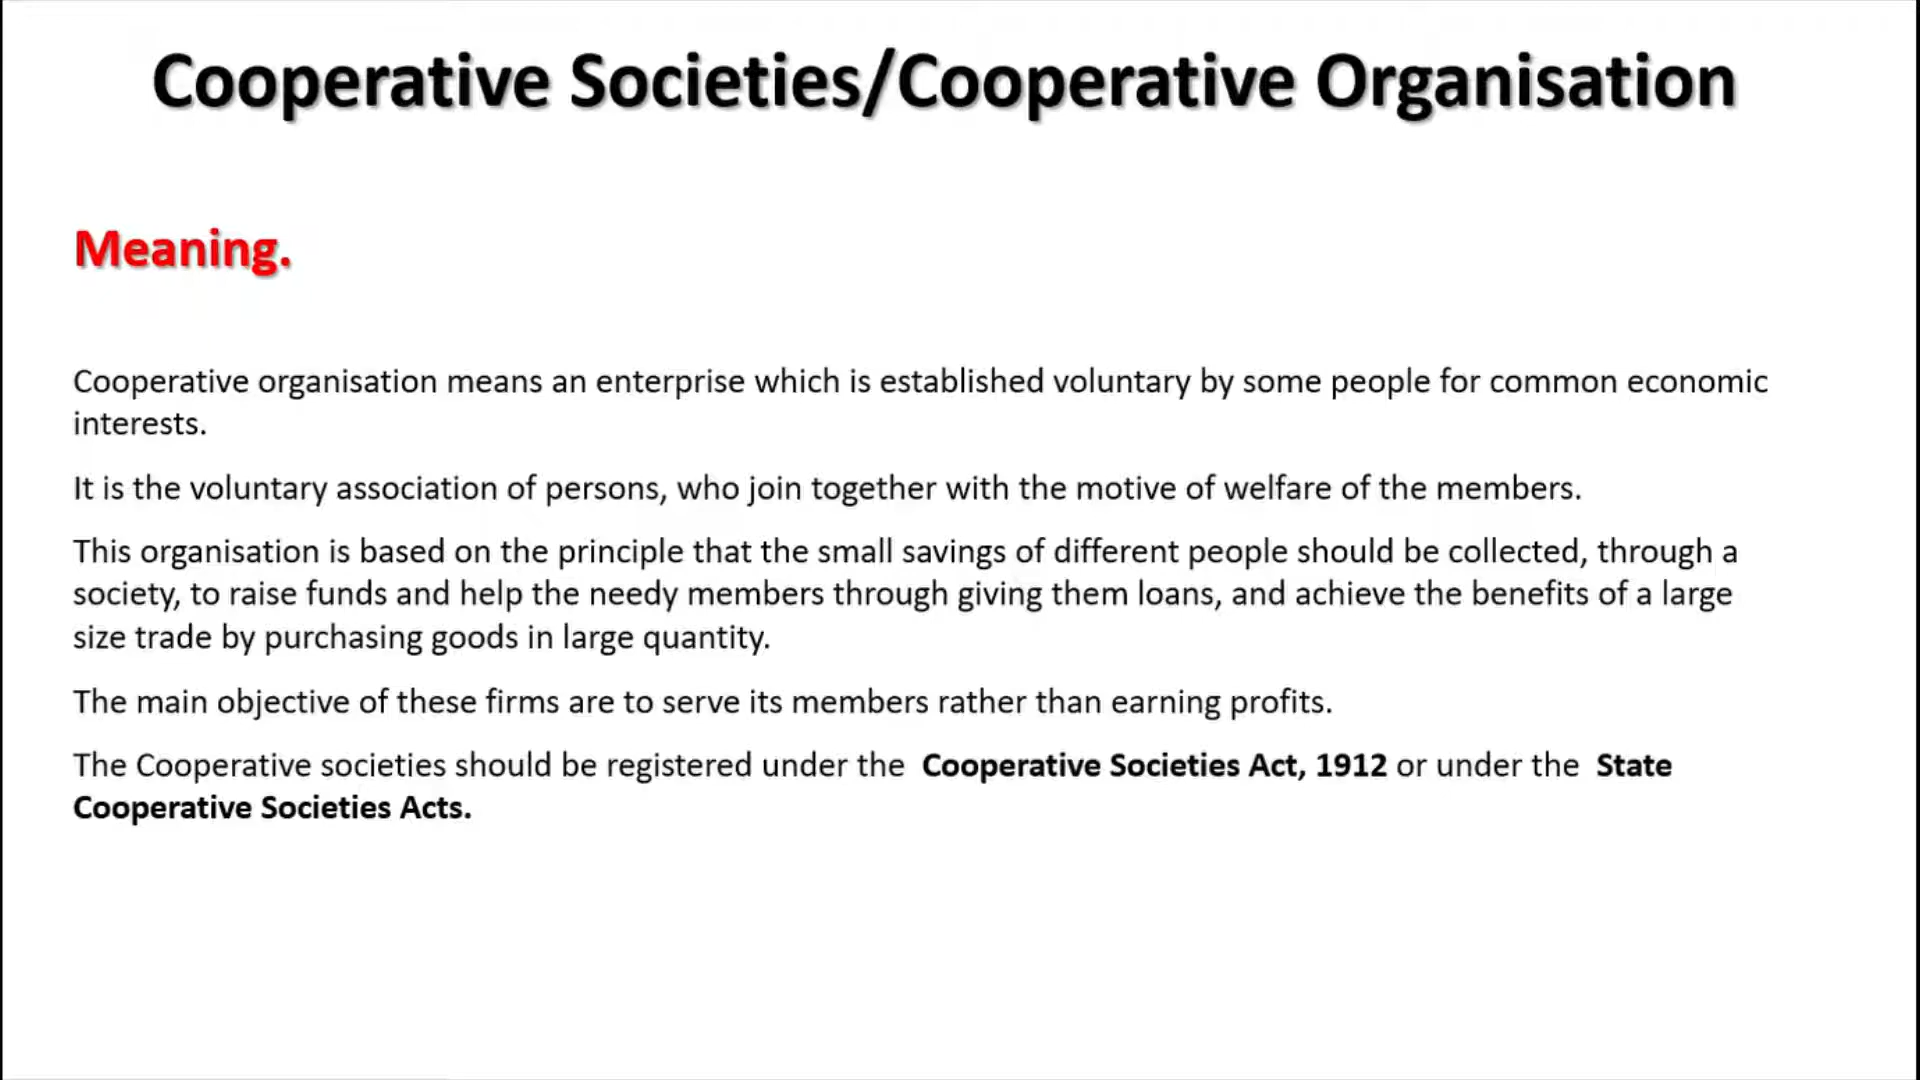 Cooperative Societies/Cooperative Organisation
Meaning.
Cooperative organisation means an enterprise which is established voluntary by some people for common economic
interests.
It is the voluntary association of persons, who join together with the motive of welfare of the members.
This organisation is based on the principle that the small savings of different people should be collected, through a
society, to raise funds and help the needy members through giving them loans, and achieve the benefits of a large
size trade by purchasing goods in large quantity.
The main objective of these firms are to serve its members rather than earning profits.
The Cooperative societies should be registered under the Cooperative Societies Act, 1912 or under the State
Cooperative Societies Acts.